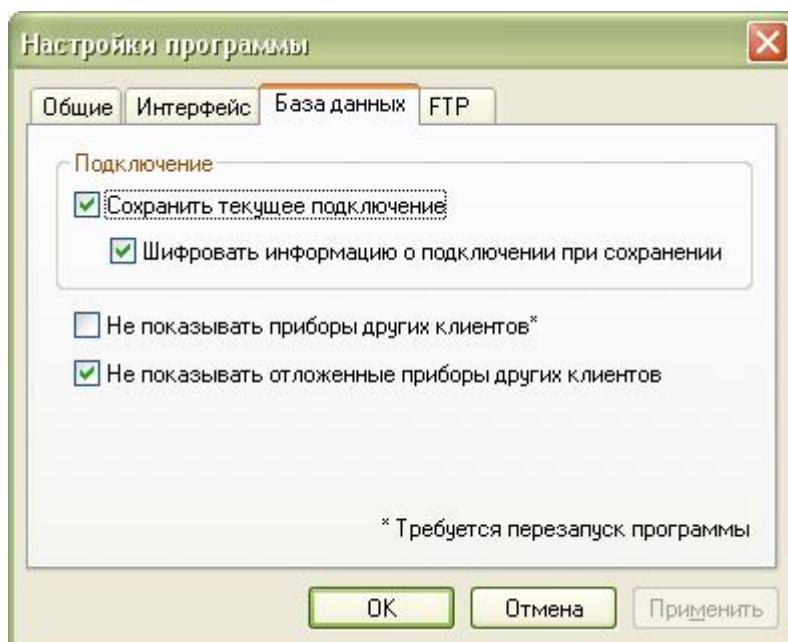 Настройки программы
Общие Интерфейс База данных FTP
Подключение
Сохранить текущее подключение
Шифровать информацию о подключении при сохранении
Не показывать приборы других клиентов*
Не показывать отложенные приборы других клиентов
* Требуется перезапуск программы
OK Отмена Применить